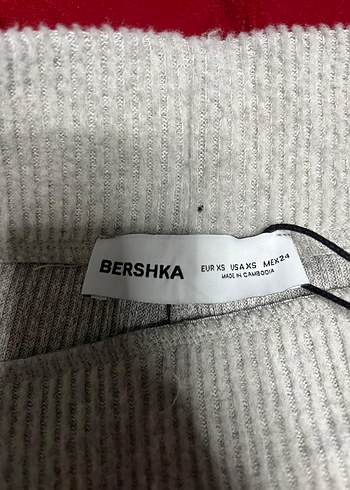 BERSHKA
EUR XS USA XS MEX 24
MADE IN CAMBODIA